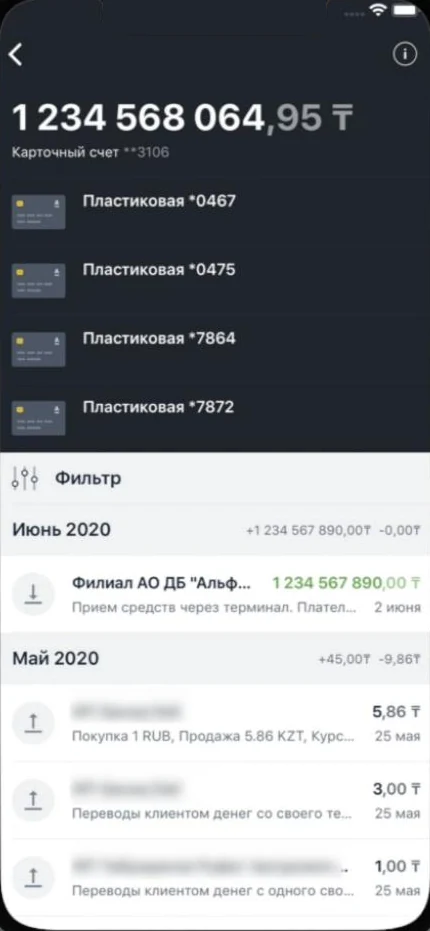 1 234 568 064,95 ₸
Карточный счет **3106
Пластиковая *0467
Пластиковая *0475
Пластиковая *7864
Пластиковая *7872
Фильтр
Июнь 2020 +1 234 567 890,00₸ -0,00₸
Филиал АО ДБ "Альф... 1 234 567 890,00 ₸
Прием средств через терминал. Плател... 2 июня
Май 2020 +45,00₸ -9,86₸
5,86 ₸
Покупка 1 RUB, Продажа 5.86 KZT, Курс... 25 мая
3,00 ₸
Переводы клиентом денег со своего те... 25 мая
1,00 ₸
Переводы клиентом денег с одного сво... 25 мая